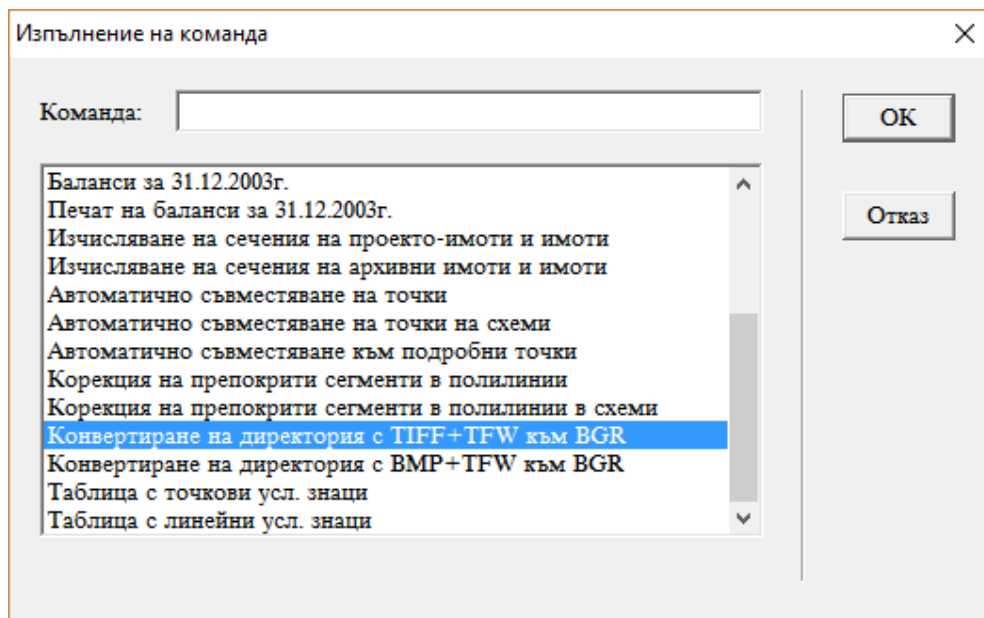 Изпълнение на команда
Команда:
OK
Баланси за 31.12.2003г.
Печат на баланси за 31.12.2003г.
Отказ
Изчисляване на сечения на проекто-имоти и имоти
Изчисляване на сечения на архивни имоти и имоти
Автоматично съвместяване на точки
Автоматично съвместяване на точки на схеми
Автоматично съвместяване към подробни точки
Корекция на препокрити сегменти в полилинии
Корекция на препокрити сегменти в полилинии в схеми
Конвертиране на директория с TIFF+TFW към BGR
Конвертиране на директория с BMP+TFW към BGR
Таблица с точкови усл. знаци
Таблица с линейни усл. знаци